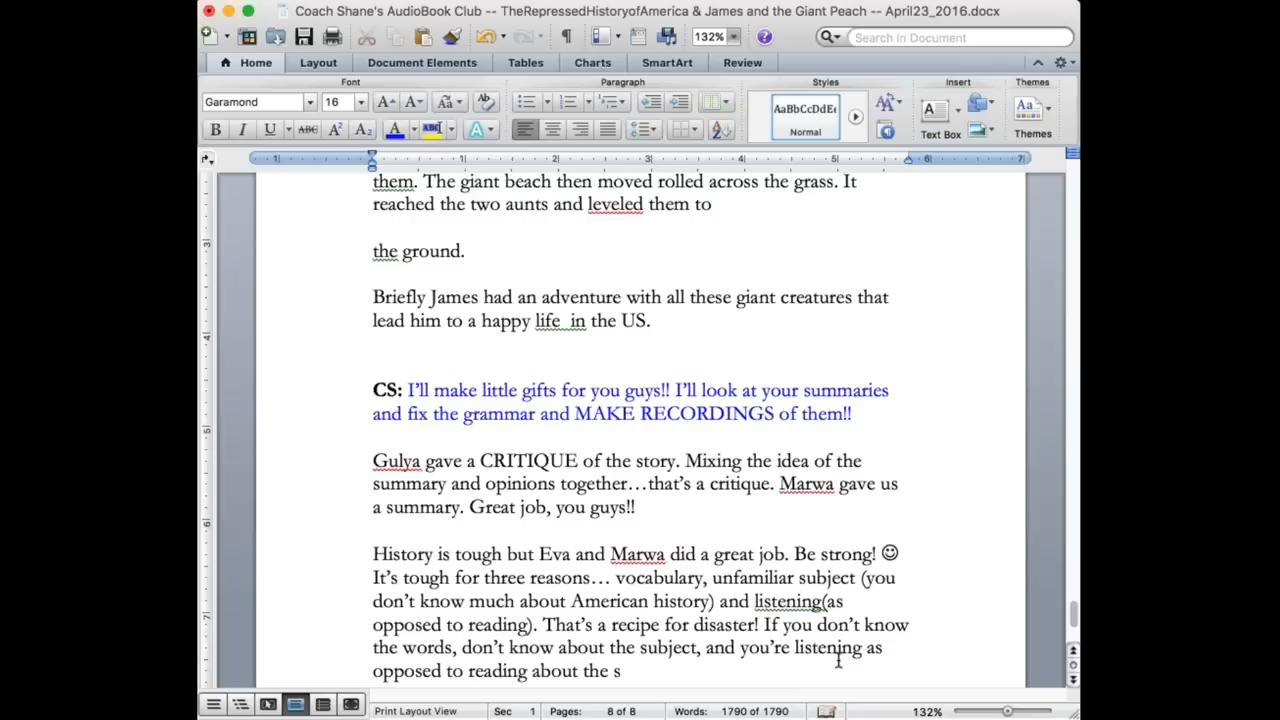 Coach Shane's AudioBook Club -- TheRepressedHistoryofAmerica & James and the Giant Peach -- April23_2016.docx
132%
Search in Document
Home Layout Document Elements Tables Charts SmartArt Review
Font Paragraph Styles Insert Themes
Garamond 16 AaBbCcDdEe Aa
Normal Text Box Themes
1 1 2 3 4 5 6 7
them. The giant beach then moved rolled across the grass. It
reached the two aunts and leveled them to
the ground.
Briefly James had an adventure with all these giant creatures that
lead him to a happy life  in the US.
CS: I'll make little gifts for you guys!! I'll look at your summaries
and fix the grammar and MAKE RECORDINGS of them!!
Gulya gave a CRITIQUE of the story. Mixing the idea of the
summary and opinions together…that's a critique. Marwa gave us
a summary. Great job, you guys!!
History is tough but Eva and Marwa did a great job. Be strong! ☺
It's tough for three reasons… vocabulary, unfamiliar subject (you
don't know much about American history) and listening(as
opposed to reading). That's a recipe for disaster! If you don't know
the words, don't know about the subject, and you're listening as
opposed to reading about the s
Print Layout View Sec 1 Pages: 8 of 8 Words: 1790 of 1790 132%